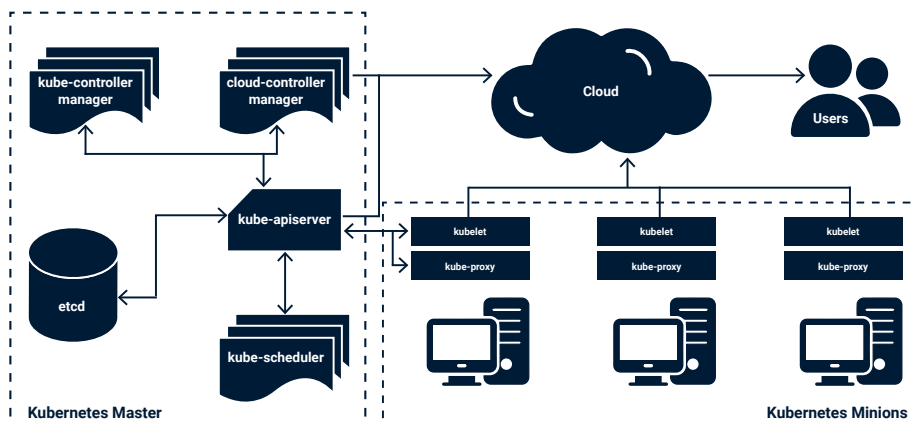 kube-controller
manager
cloud-controller
manager
Cloud
Users
kube-apiserver
kubelet
kubelet
kubelet
kube-proxy
kube-proxy
kube-proxy
etcd
kube-scheduler
Kubernetes Master
Kubernetes Minions